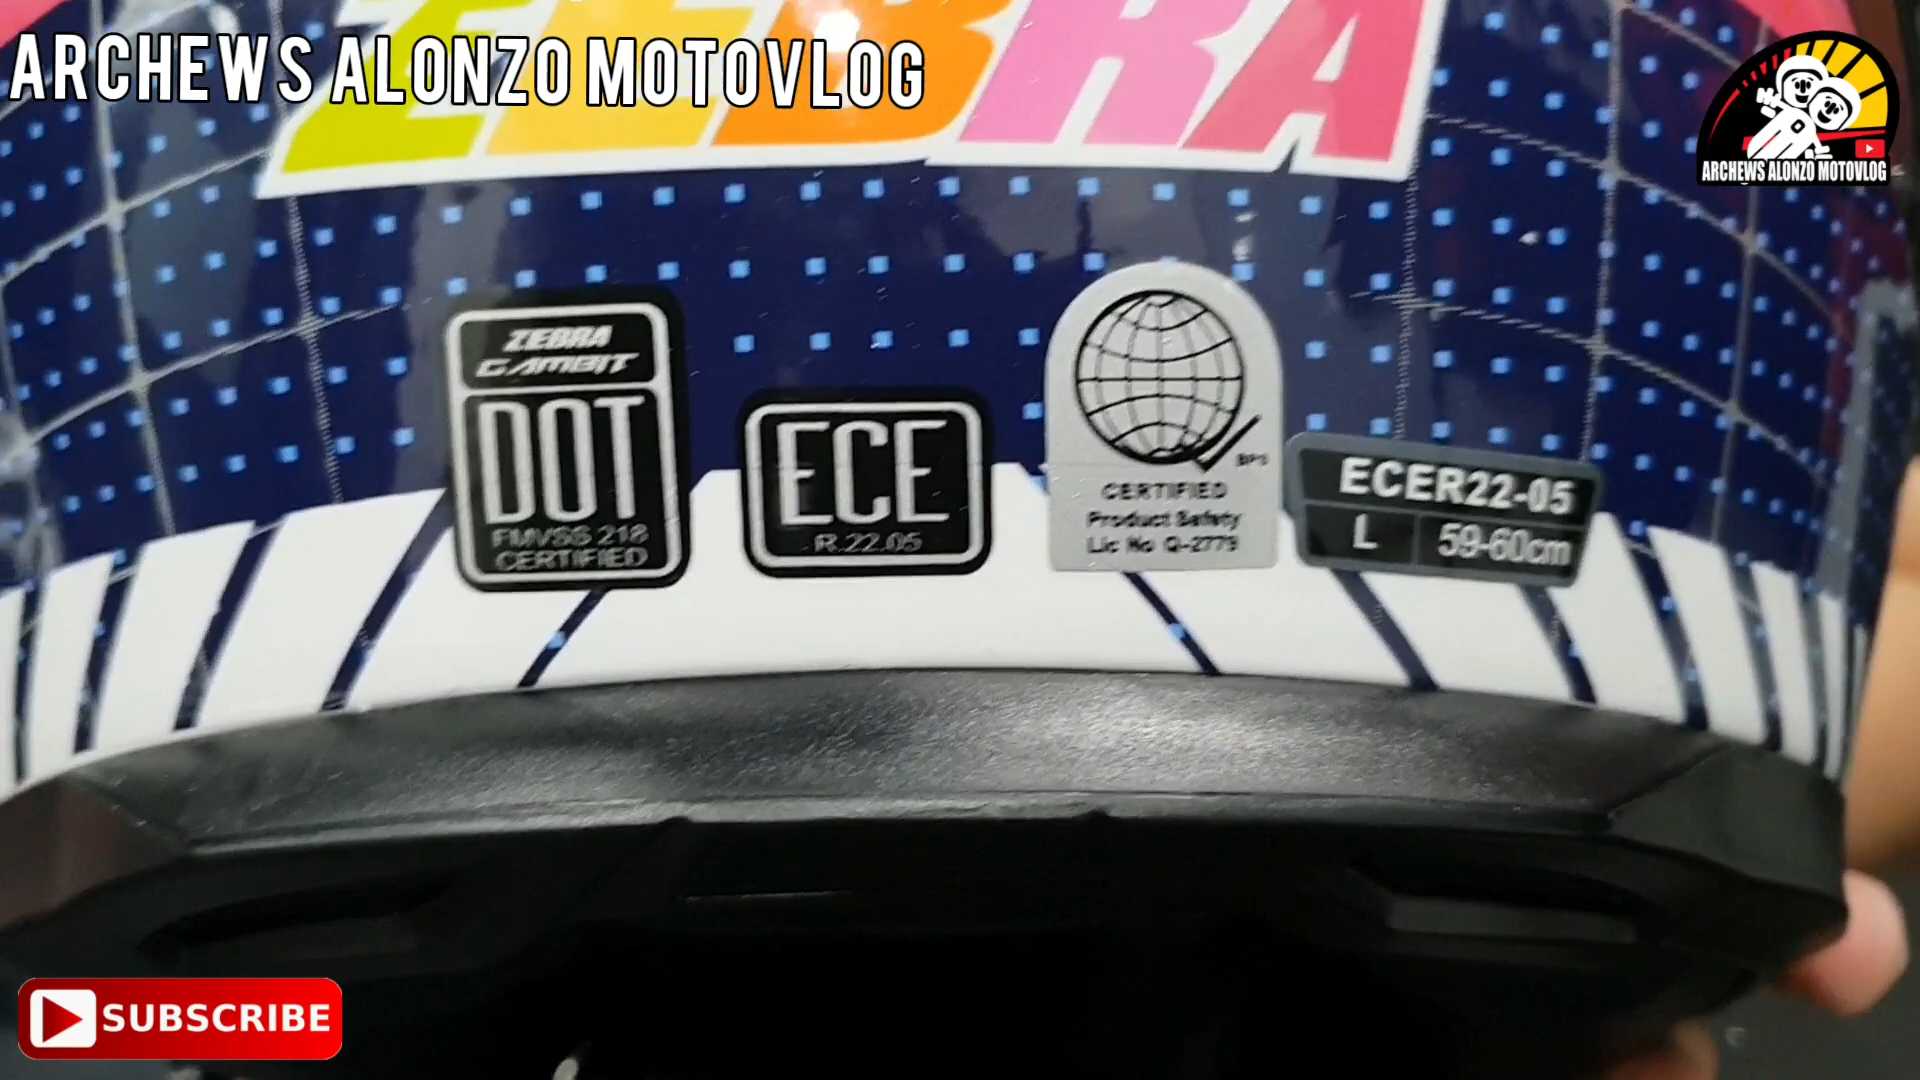 ARCHEWS ALONZO MOTOVLOG
ZEBRA
ARCHEWS ALONZO MOTOVLOG
ZEBRA
GAMBIT
DOT
FMVSS 218
CERTIFIED
ECE
R.22.05
BPS
CERTIFIED
Product Safety
Lic No Q-2779
ECER22-05
L 59-60cm
SUBSCRIBE